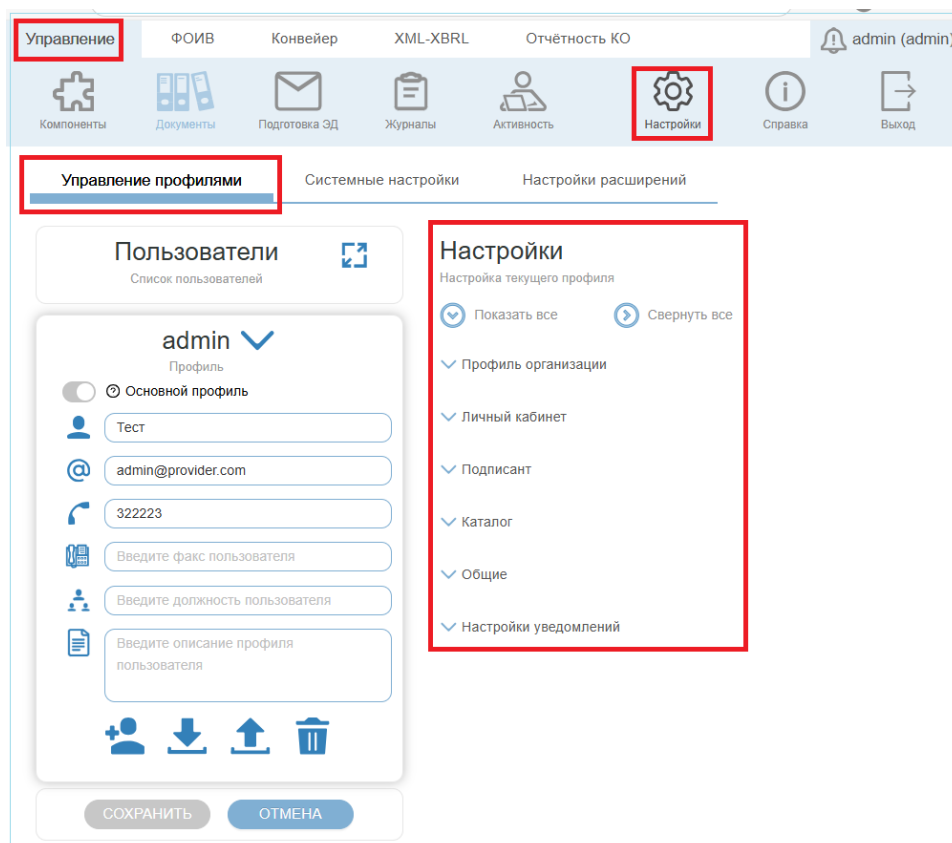 Управление ФОИВ Конвейер XML-XBRL Отчётность КО admin (admin)
Компоненты Документы Подготовка ЭД Журналы Активность Настройки Справка Выход
Управление профилями Системные настройки Настройки расширений
Пользователи
Список пользователей
admin
Профиль
Основной профиль
Тест
admin@provider.com
322223
Введите факс пользователя
Введите должность пользователя
Введите описание профиля
пользователя
СОХРАНИТЬ ОТМЕНА
Настройки
Настройка текущего профиля
Показать все Свернуть все
Профиль организации
Личный кабинет
Подписант
Каталог
Общие
Настройки уведомлений